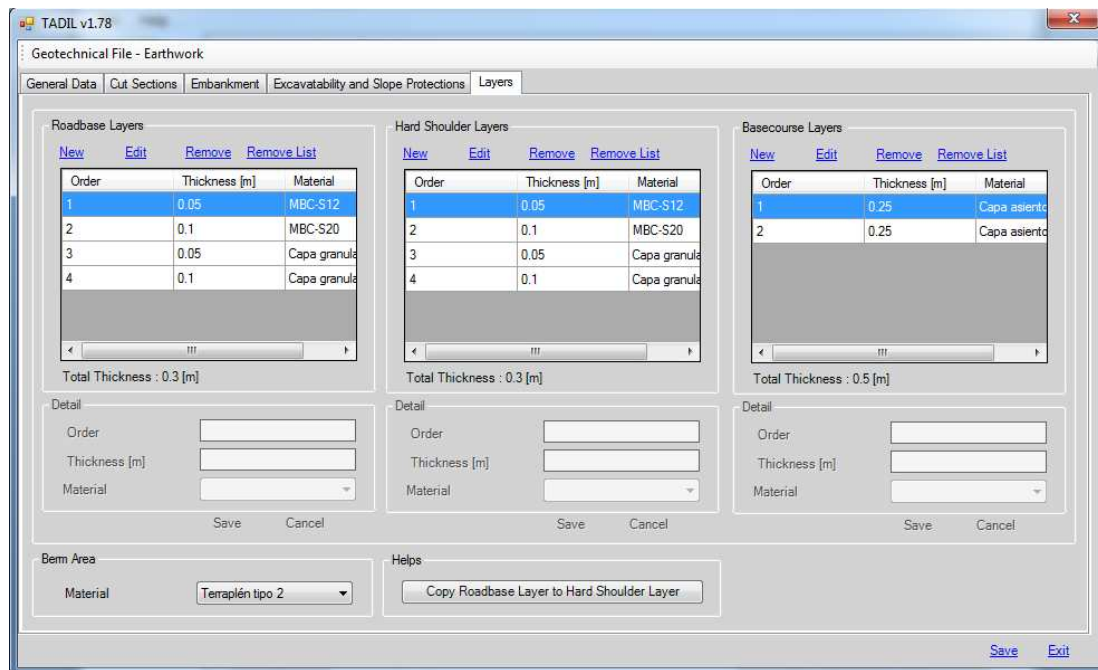 TADIL v1.78
Geotechnical File - Earthwork
General Data Cut Sections Embankment Excavatability and Slope Protections Layers
Roadbase Layers
New Edit Remove Remove List
Order Thickness [m] Material
1 0.05 MBC-S12
2 0.1 MBC-S20
3 0.05 Capa granula
4 0.1 Capa granula
Total Thickness : 0.3 [m]
Detail
Order
Thickness [m]
Material
Save Cancel
Hard Shoulder Layers
New Edit Remove Remove List
Order Thickness [m] Material
1 0.05 MBC-S12
2 0.1 MBC-S20
3 0.05 Capa granula
4 0.1 Capa granula
Total Thickness : 0.3 [m]
Detail
Order
Thickness [m]
Material
Save Cancel
Basecourse Layers
New Edit Remove Remove List
Order Thickness [m] Material
1 0.25 Capa asiento
2 0.25 Capa asiento
Total Thickness : 0.5 [m]
Detail
Order
Thickness [m]
Material
Save Cancel
Berm Area
Material Terraplén tipo 2
Helps
Copy Roadbase Layer to Hard Shoulder Layer
Save Exit